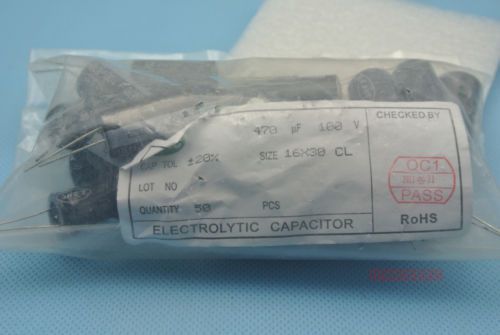 470 µF 100 V
CAP TOL ±20% SIZE 16X30 CL
LOT NO
QUANTITY 50 PCS
ELECTROLYTIC CAPACITOR
CHECKED BY
QC1
PASS
RoHS